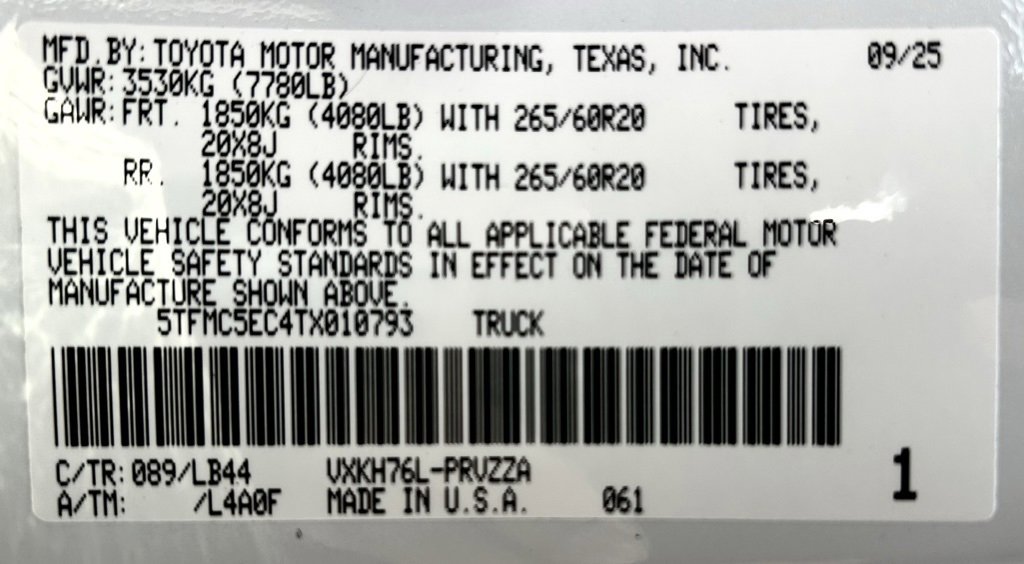 MFD.BY: TOYOTA MOTOR MANUFACTURING, TEXAS, INC. 09/25
GVWR: 3530KG (7780LB)
GAWR: FRT. 1850KG (4080LB) WITH 265/60R20 TIRES,
20X8J RIMS.
RR. 1850KG (4080LB) WITH 265/60R20 TIRES,
20X8J RIMS.
THIS VEHICLE CONFORMS TO ALL APPLICABLE FEDERAL MOTOR
VEHICLE SAFETY STANDARDS IN EFFECT ON THE DATE OF
MANUFACTURE SHOWN ABOVE.
5TFMC5EC4TX010793 TRUCK
C/TR: 089/LB44 VXKH76L-PRVZZA
A/TM: /L4A0F MADE IN U.S.A. 061
1